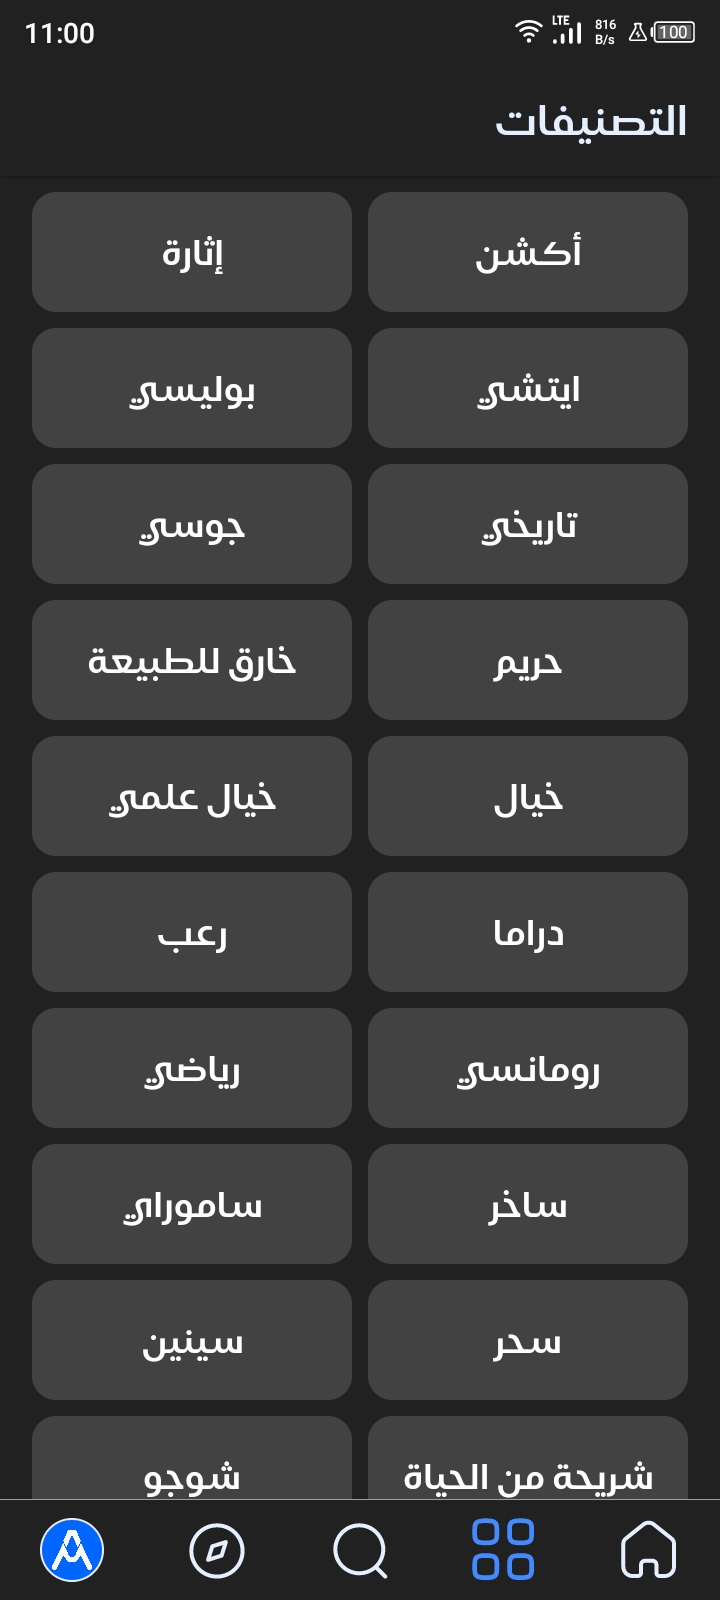 11:00
LTE
816
B/s
100
التصنيفات
أكشن
إثارة
ايتشي
بوليسي
تاريخي
جوسي
حريم
خارق للطبيعة
خيال
خيال علمي
دراما
رعب
رومانسي
رياضي
ساخر
ساموراي
سحر
سينين
شريحة من الحياة
شوجو